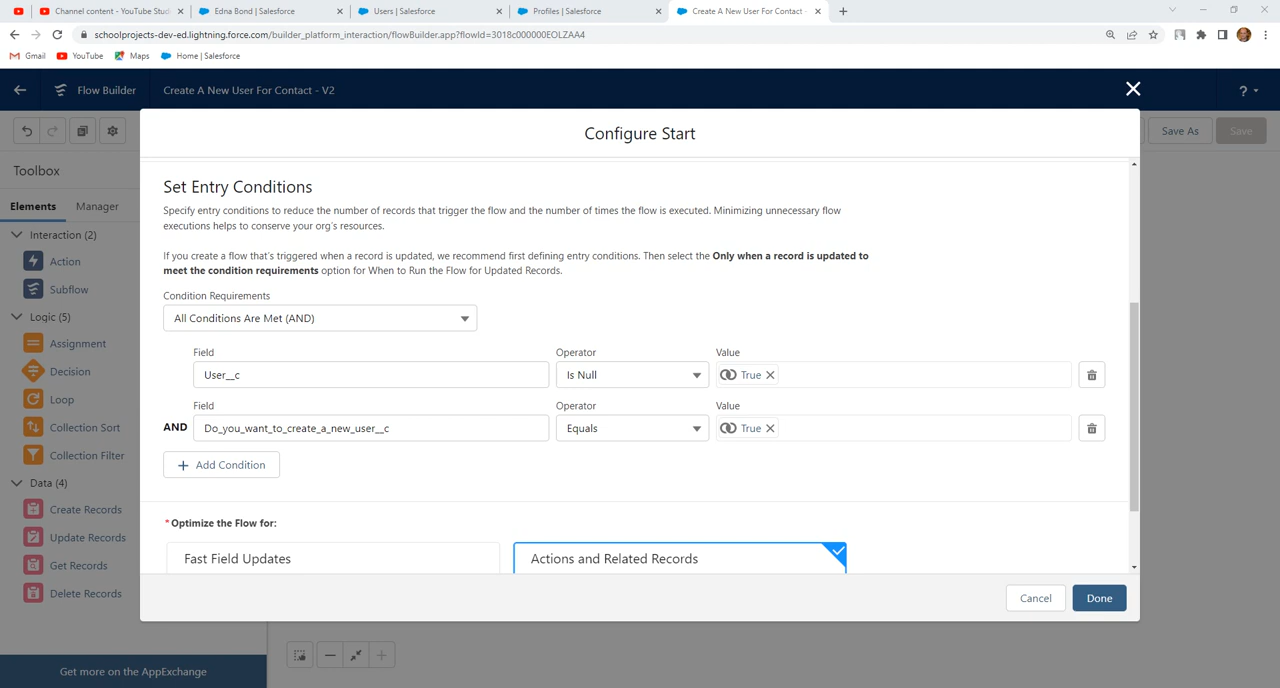 Channel content - YouTube Stud
Edna Bond | Salesforce
Users | Salesforce
Profiles | Salesforce
Create A New User For Contact -
schoolprojects-dev-ed.lightning.force.com/builder_platform_interaction/flowBuilder.app?flowId=3018c000000EOLZAA4
Gmail
YouTube
Maps
Home | Salesforce
Flow Builder
Create A New User For Contact - V2
?
Save As
Save
Configure Start
Toolbox
Elements
Manager
Interaction (2)
Action
Subflow
Logic (5)
Assignment
Decision
Loop
Collection Sort
Collection Filter
Data (4)
Create Records
Update Records
Get Records
Delete Records
Get more on the AppExchange
Set Entry Conditions
Specify entry conditions to reduce the number of records that trigger the flow and the number of times the flow is executed. Minimizing unnecessary flow
executions helps to conserve your org's resources.
If you create a flow that's triggered when a record is updated, we recommend first defining entry conditions. Then select the Only when a record is updated to
meet the condition requirements option for When to Run the Flow for Updated Records.
Condition Requirements
All Conditions Are Met (AND)
Field Operator Value
User__c Is Null True
Field Operator Value
AND Do_you_want_to_create_a_new_user__c Equals True
+ Add Condition
* Optimize the Flow for:
Fast Field Updates
Actions and Related Records
Cancel
Done